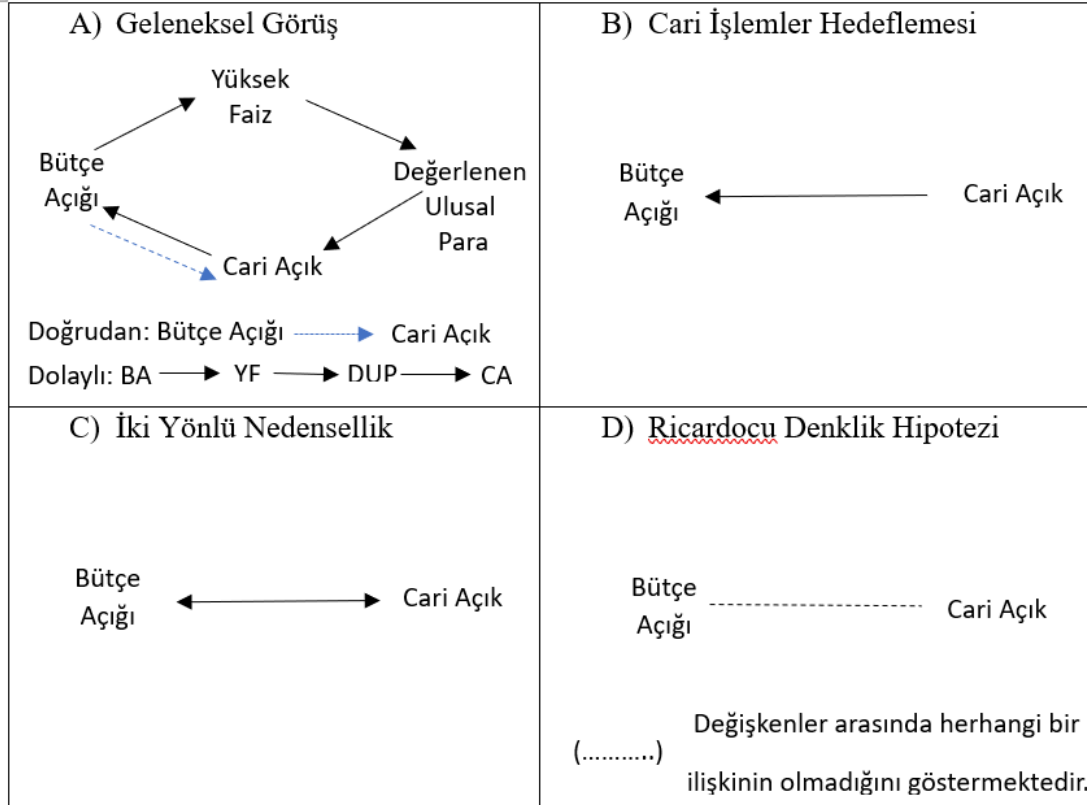 A) Geleneksel Görüş
Yüksek
Faiz
Bütçe
Açığı
Değerlenen
Ulusal
Para
Cari Açık
Doğrudan: Bütçe Açığı Cari Açık
Dolaylı: BA YF DUP CA
B) Cari İşlemler Hedeflemesi
Bütçe
Açığı
Cari Açık
C) İki Yönlü Nedensellik
Bütçe
Açığı
Cari Açık
D) Ricardocu Denklik Hipotezi
Bütçe
Açığı
Cari Açık
(………..) Değişkenler arasında herhangi bir
ilişkinin olmadığını göstermektedir.